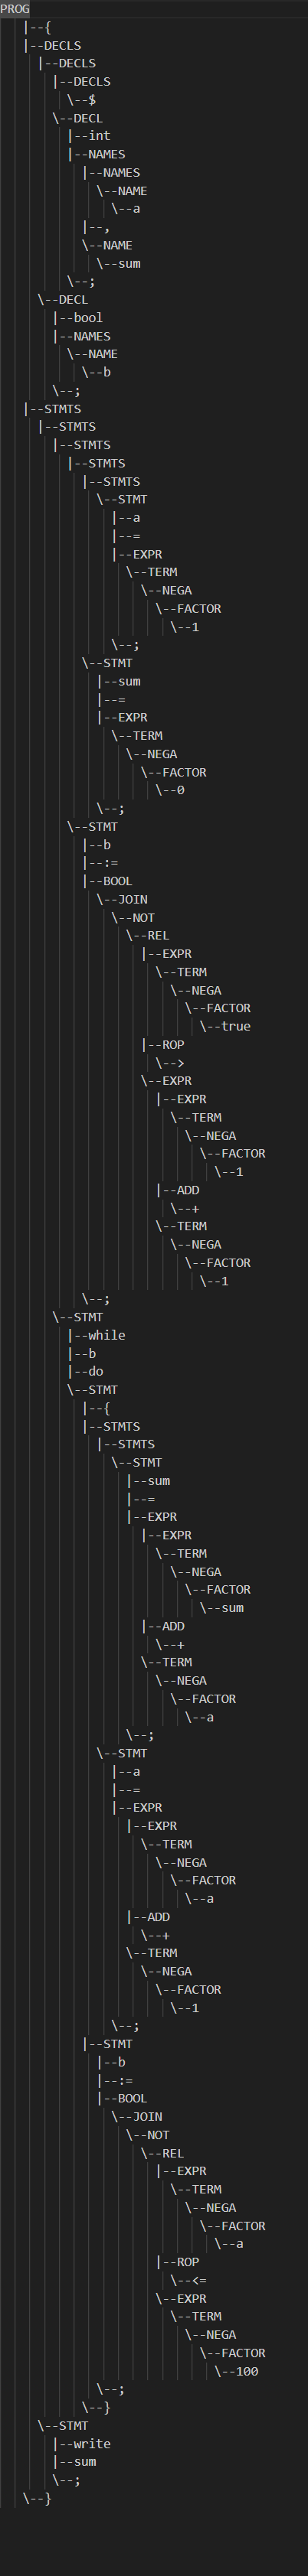 PROG
|--{
|--DECLS
|--DECLS
|--DECLS
\--$
\--DECL
|--int
|--NAMES
|--NAMES
\--NAME
\--a
|--,
\--NAME
\--sum
\--;
\--DECL
|--bool
|--NAMES
\--NAME
\--b
\--;
|--STMTS
|--STMTS
|--STMTS
|--STMTS
|--STMTS
\--STMT
|--a
|--=
|--EXPR
\--TERM
\--NEGA
\--FACTOR
\--1
\--;
\--STMT
|--sum
|--=
|--EXPR
\--TERM
\--NEGA
\--FACTOR
\--0
\--;
\--STMT
|--b
|--:=
|--BOOL
\--JOIN
\--NOT
\--REL
|--EXPR
\--TERM
\--NEGA
\--FACTOR
\--true
|--ROP
\-->
\--EXPR
|--EXPR
\--TERM
\--NEGA
\--FACTOR
\--1
|--ADD
\--+
\--TERM
\--NEGA
\--FACTOR
\--1
\--;
\--STMT
|--while
|--b
|--do
\--STMT
|--{
|--STMTS
|--STMTS
\--STMT
|--sum
|--=
|--EXPR
|--EXPR
\--TERM
\--NEGA
\--FACTOR
\--sum
|--ADD
\--+
\--TERM
\--NEGA
\--FACTOR
\--a
\--;
\--STMT
|--a
|--=
|--EXPR
|--EXPR
\--TERM
\--NEGA
\--FACTOR
\--a
|--ADD
\--+
\--TERM
\--NEGA
\--FACTOR
\--1
\--;
|--STMT
|--b
|--:=
|--BOOL
\--JOIN
\--NOT
\--REL
|--EXPR
\--TERM
\--NEGA
\--FACTOR
\--a
|--ROP
\--<=
\--EXPR
\--TERM
\--NEGA
\--FACTOR
\--100
\--;
\--}
\--STMT
|--write
|--sum
\--;
\--}